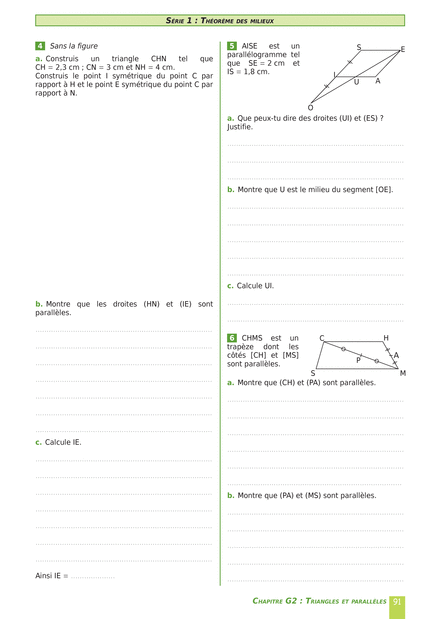 SÉRIE 1 : THÉORÈME DES MILIEUX
4 Sans la figure
a. Construis un triangle CHN tel que
CH = 2,3 cm ; CN = 3 cm et NH = 4 cm.
Construis le point I symétrique du point C par
rapport à H et le point E symétrique du point C par
rapport à N.
b. Montre que les droites (HN) et (IE) sont
parallèles.
c. Calcule IE.
Ainsi IE = ....................
5 AISE est un
parallélogramme tel
que SE = 2 cm et
IS = 1,8 cm.
S
E
I
U
A
O
a. Que peux-tu dire des droites (UI) et (ES) ?
Justifie.
b. Montre que U est le milieu du segment [OE].
c. Calcule UI.
6 CHMS est un
trapèze dont les
côtés [CH] et [MS]
sont parallèles.
C
H
P
A
S
M
a. Montre que (CH) et (PA) sont parallèles.
b. Montre que (PA) et (MS) sont parallèles.
CHAPITRE G2 : TRIANGLES ET PARALLÈLES 91